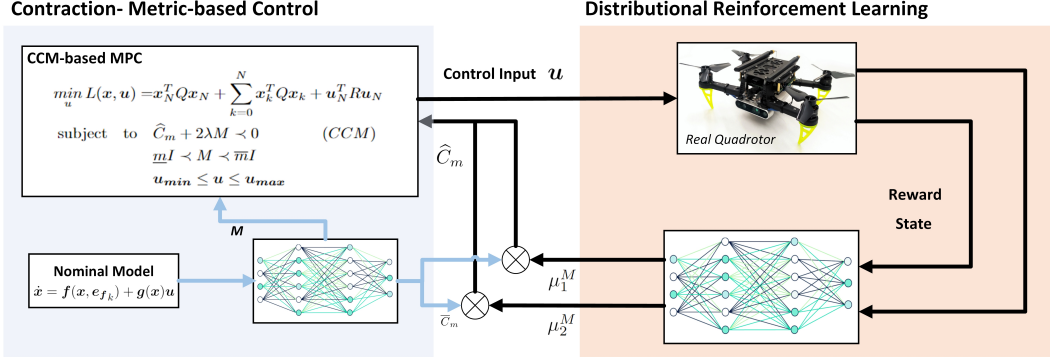 Contraction- Metric-based Control
Distributional Reinforcement Learning
CCM-based MPC
min_u L(x, u) = x_N^T Q x_N + ∑_{k=0}^{N} x_k^T Q x_k + u_N^T R u_N
subject to Ĉ_m + 2λM ≺ 0 (CCM)
m̲I ≺ M ≺ m̅I
u_min ≤ u ≤ u_max
Control Input u
Real Quadrotor
Ĉ_m
Reward
State
M
Nominal Model
ẋ = f(x, e_{f_k}) + g(x)u
C̅_m
μ_1^M
μ_2^M